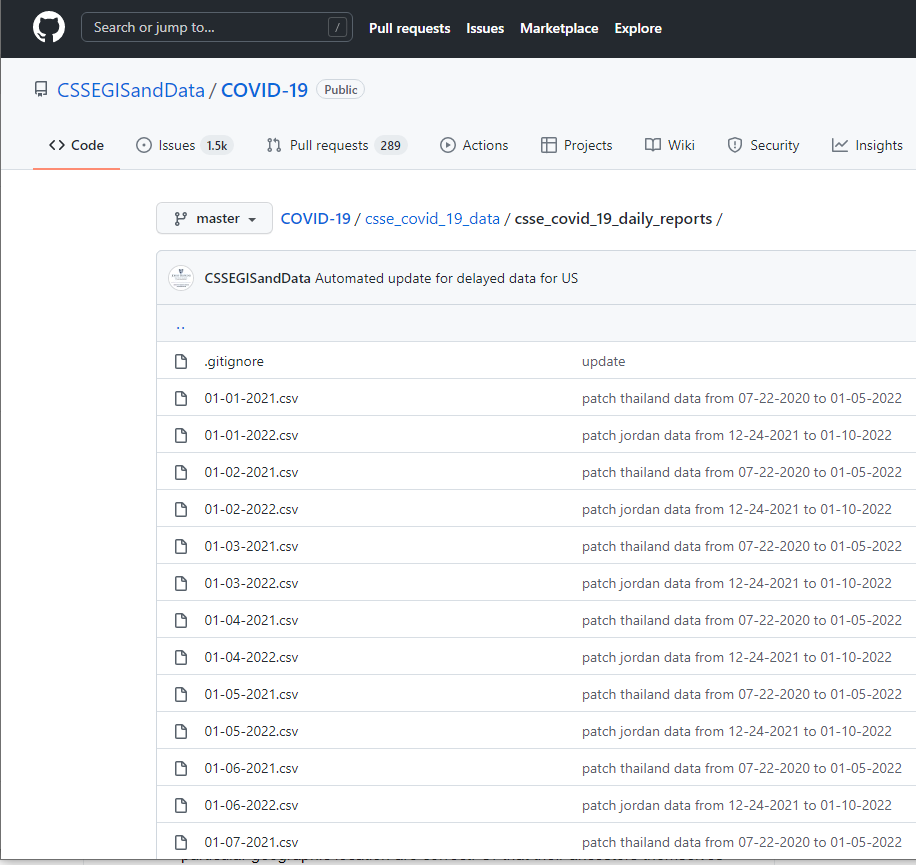 Search or jump to... / Pull requests Issues Marketplace Explore
CSSEGISandData / COVID-19 Public
Code Issues 1.5k Pull requests 289 Actions Projects Wiki Security Insights
master COVID-19 / csse_covid_19_data / csse_covid_19_daily_reports /
CSSEGISandData Automated update for delayed data for US
..
.gitignore update
01-01-2021.csv patch thailand data from 07-22-2020 to 01-05-2022
01-01-2022.csv patch jordan data from 12-24-2021 to 01-10-2022
01-02-2021.csv patch thailand data from 07-22-2020 to 01-05-2022
01-02-2022.csv patch jordan data from 12-24-2021 to 01-10-2022
01-03-2021.csv patch thailand data from 07-22-2020 to 01-05-2022
01-03-2022.csv patch jordan data from 12-24-2021 to 01-10-2022
01-04-2021.csv patch thailand data from 07-22-2020 to 01-05-2022
01-04-2022.csv patch jordan data from 12-24-2021 to 01-10-2022
01-05-2021.csv patch thailand data from 07-22-2020 to 01-05-2022
01-05-2022.csv patch jordan data from 12-24-2021 to 01-10-2022
01-06-2021.csv patch thailand data from 07-22-2020 to 01-05-2022
01-06-2022.csv patch jordan data from 12-24-2021 to 01-10-2022
01-07-2021.csv patch thailand data from 07-22-2020 to 01-05-2022